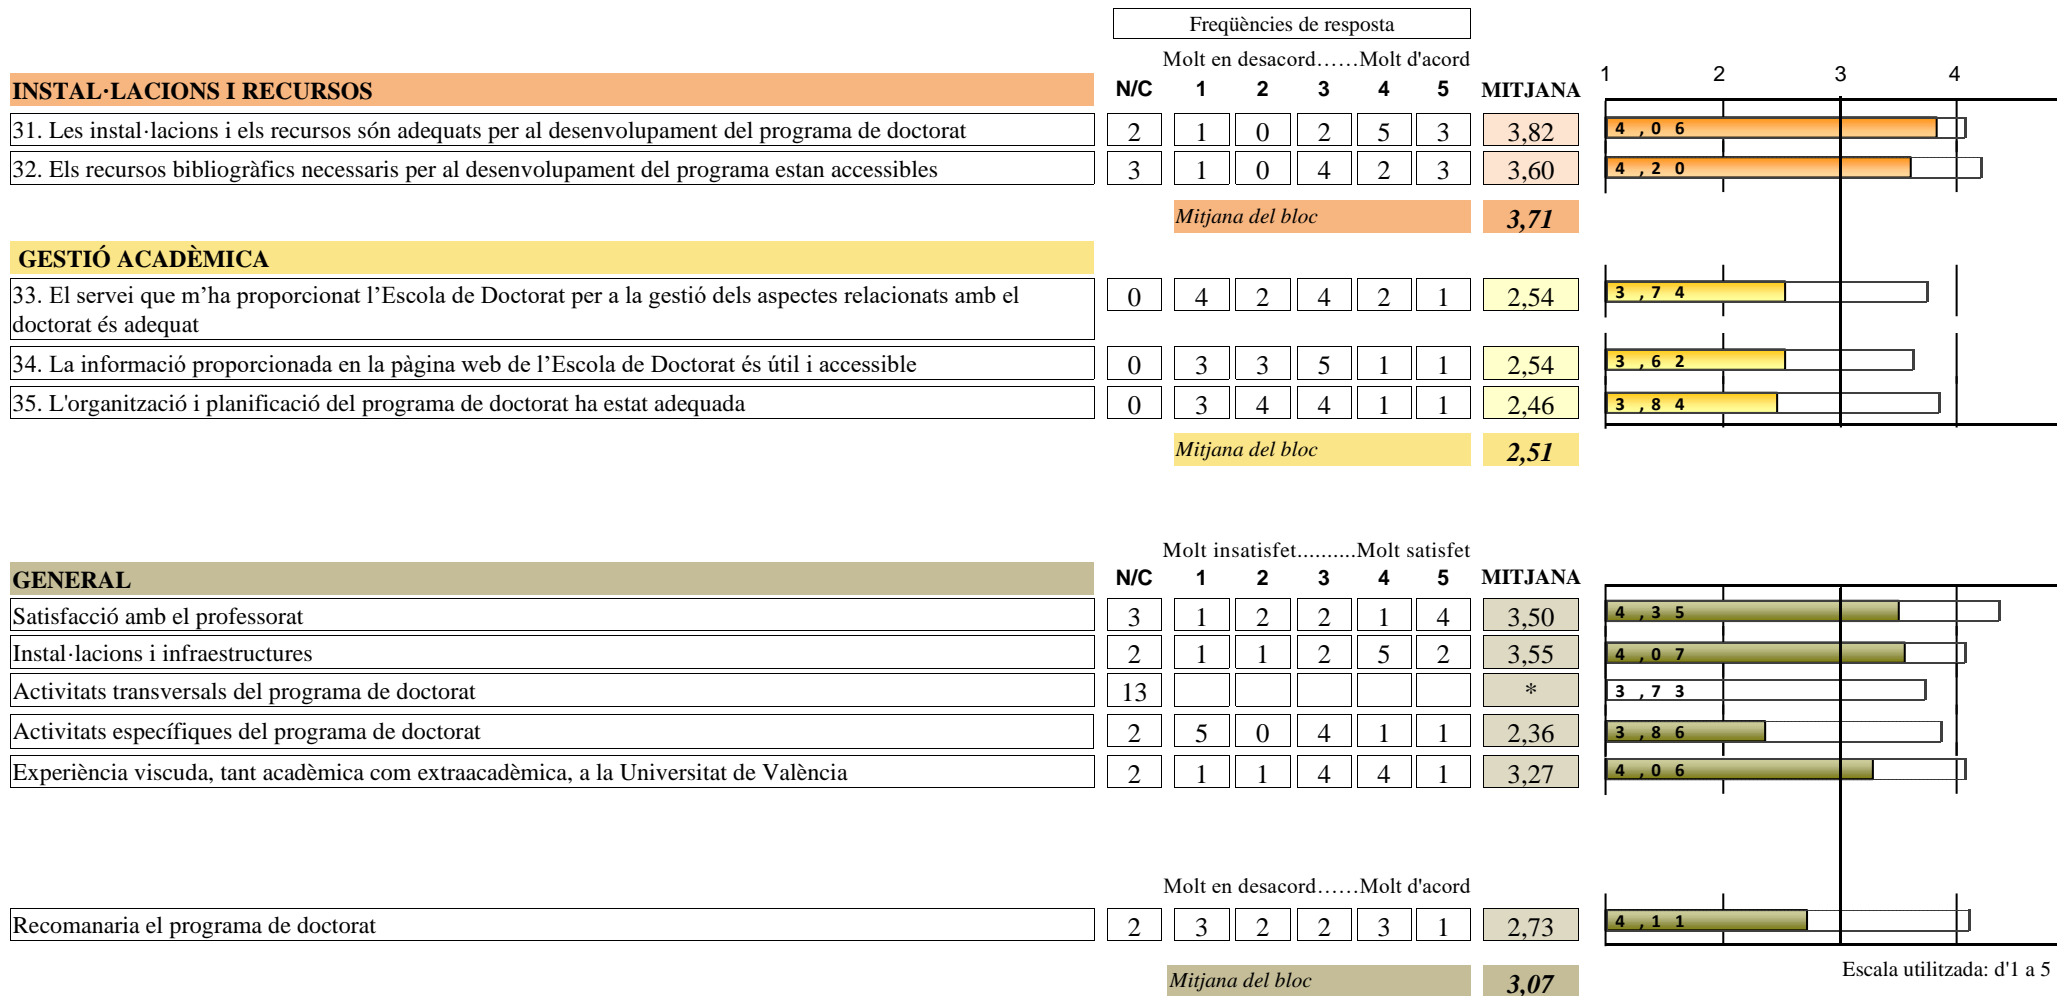 Freqüències de resposta
Molt en desacord……Molt d'acord
INSTAL·LACIONS I RECURSOS N/C 1 2 3 4 5 MITJANA 1 2 3 4
31. Les instal·lacions i els recursos són adequats per al desenvolupament del programa de doctorat 2 1 0 2 5 3 3,82 4,06
32. Els recursos bibliogràfics necessaris per al desenvolupament del programa estan accessibles 3 1 0 4 2 3 3,60 4,20
Mitjana del bloc 3,71
GESTIÓ ACADÈMICA
33. El servei que m’ha proporcionat l’Escola de Doctorat per a la gestió dels aspectes relacionats amb el
doctorat és adequat 0 4 2 4 2 1 2,54 3,74
34. La informació proporcionada en la pàgina web de l’Escola de Doctorat és útil i accessible 0 3 3 5 1 1 2,54 3,62
35. L'organització i planificació del programa de doctorat ha estat adequada 0 3 4 4 1 1 2,46 3,84
Mitjana del bloc 2,51
Molt insatisfet..........Molt satisfet
GENERAL N/C 1 2 3 4 5 MITJANA
Satisfacció amb el professorat 3 1 2 2 1 4 3,50 4,35
Instal·lacions i infraestructures 2 1 1 2 5 2 3,55 4,07
Activitats transversals del programa de doctorat 13 * 3,73
Activitats específiques del programa de doctorat 2 5 0 4 1 1 2,36 3,86
Experiència viscuda, tant acadèmica com extraacadèmica, a la Universitat de València 2 1 1 4 4 1 3,27 4,06
Molt en desacord……Molt d'acord
Recomanaria el programa de doctorat 2 3 2 2 3 1 2,73 4,11
Mitjana del bloc 3,07
Escala utilitzada: d'1 a 5